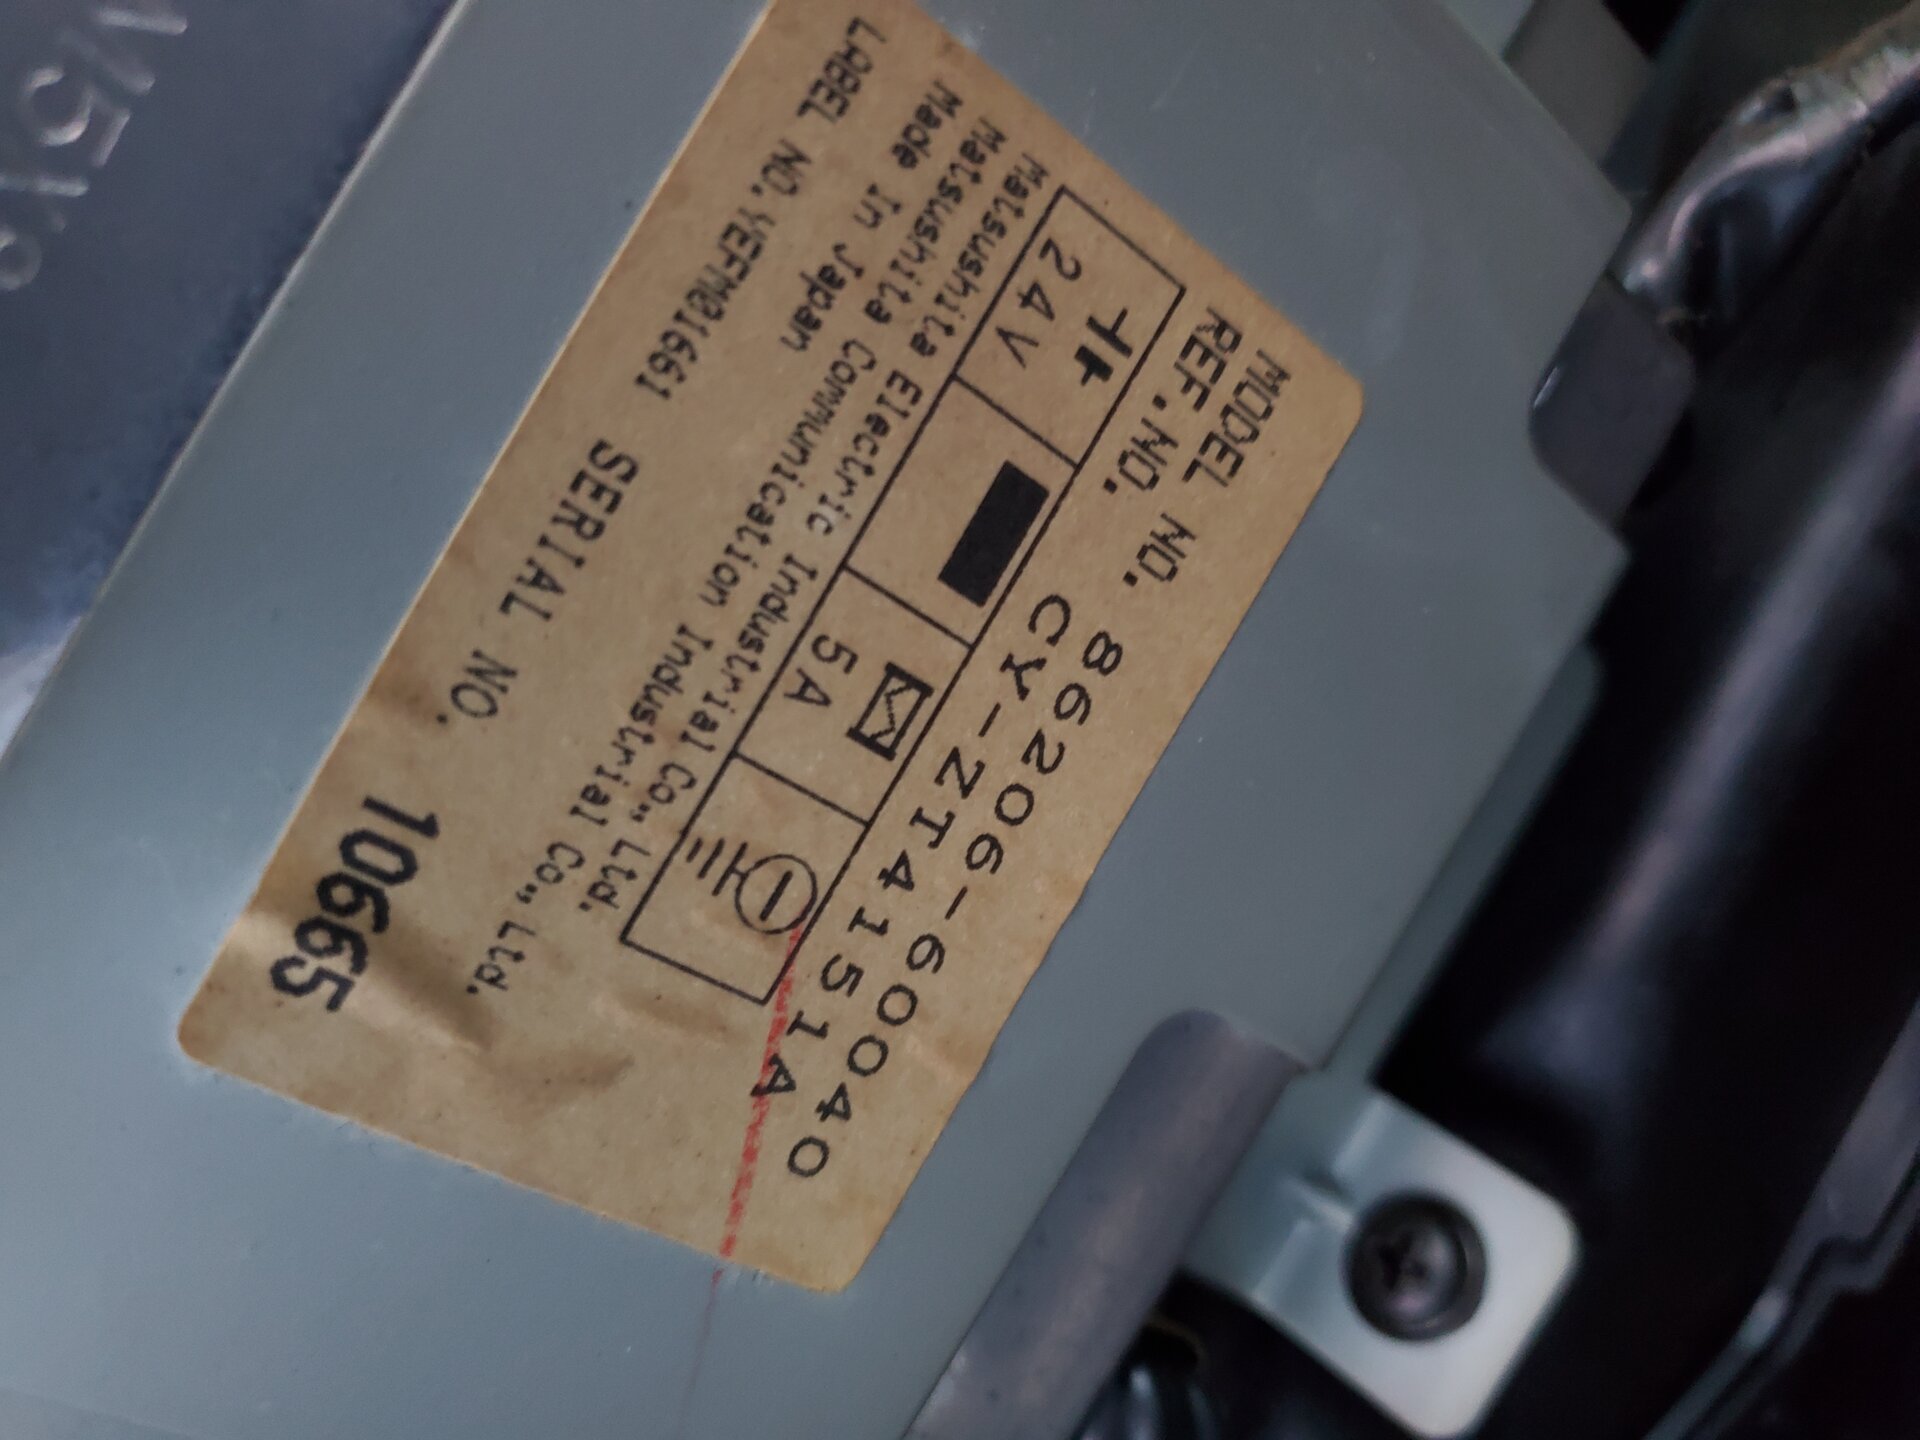 MODEL NO. 86206-60040
REF.NO. CY-ZT4151A
24V 5A
Matsushita Electric Industrial Co., Ltd.
Matsushita Communication Industrial Co., Ltd.
Made In Japan
LABEL NO. YEFM01661 SERIAL NO. 10665